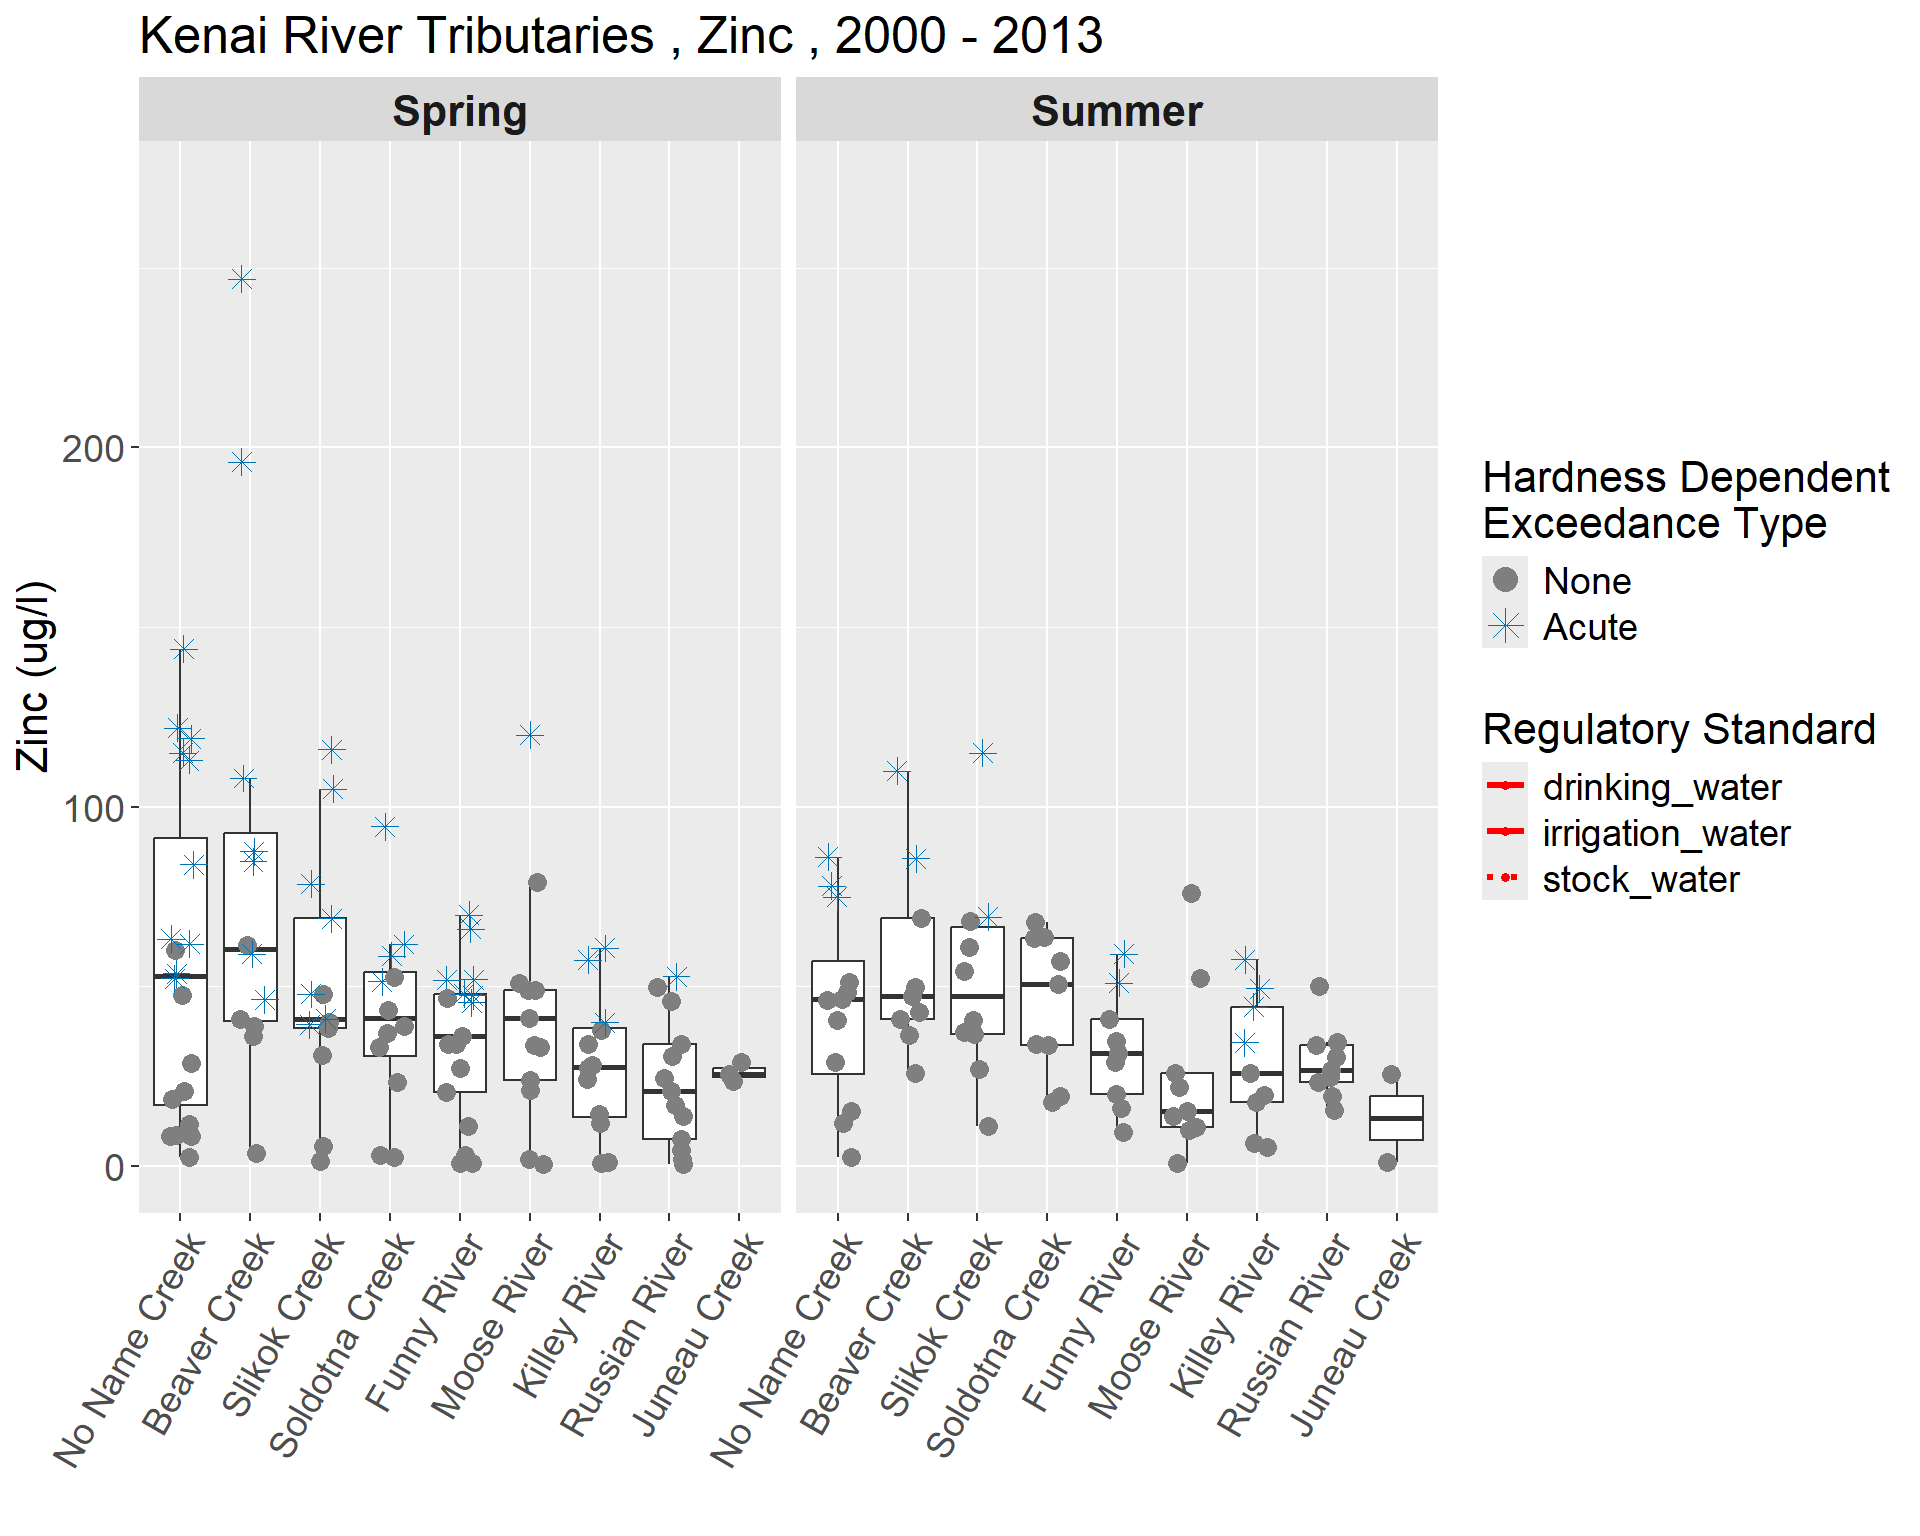 Kenai River Tributaries , Zinc , 2000 - 2013
Spring
Summer
Zinc (ug/l)
200
100
0
No Name Creek
Beaver Creek
Slikok Creek
Soldotna Creek
Funny River
Moose River
Killey River
Russian River
Juneau Creek
No Name Creek
Beaver Creek
Slikok Creek
Soldotna Creek
Funny River
Moose River
Killey River
Russian River
Juneau Creek
Hardness Dependent
Exceedance Type
None
Acute
Regulatory Standard
drinking_water
irrigation_water
stock_water